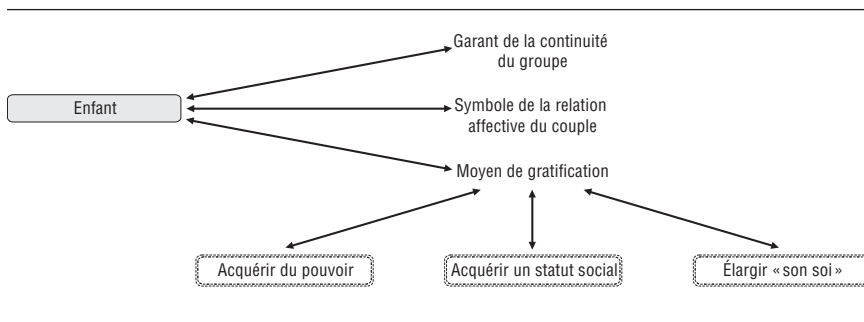 Garant de la continuité
du groupe
Enfant
Symbole de la relation
affective du couple
Moyen de gratification
Acquérir du pouvoir
Acquérir un statut social
Élargir « son soi »